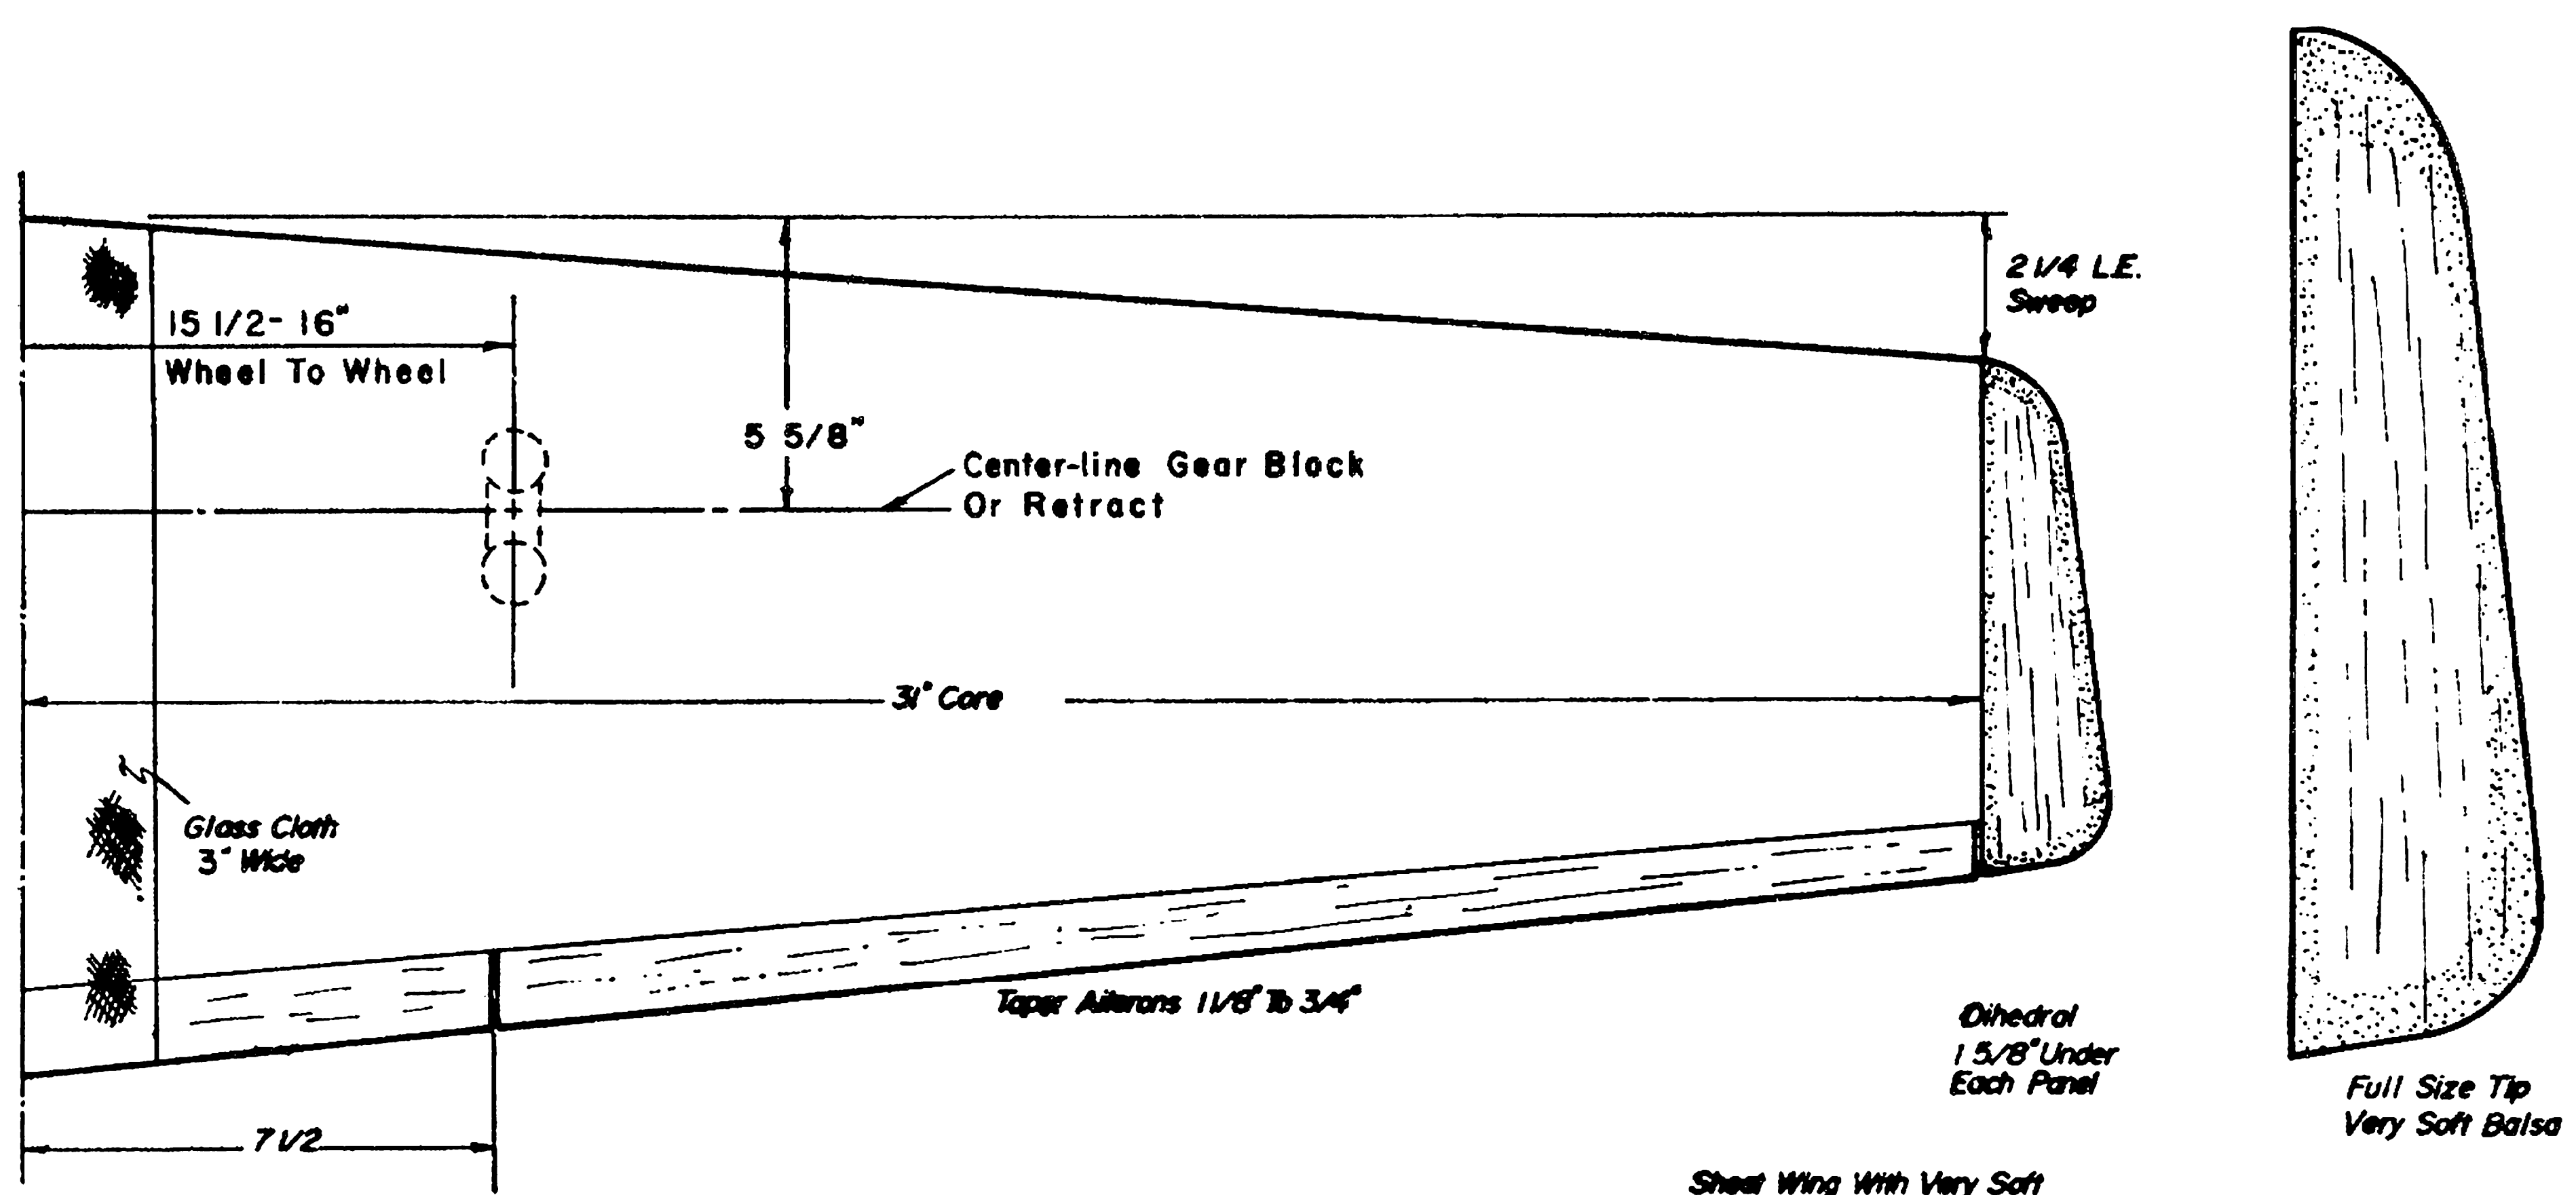 2 1/4 L.E.
Sweep
15 1/2 - 16"
Wheel To Wheel
5 5/8"
Center-line Gear Block
Or Retract
31" Core
Glass Cloth
3" Wide
Taper Ailerons 1 1/8" To 3/4"
Dihedral
1 5/8" Under
Each Panel
Full Size Tip
Very Soft Balsa
7 1/2
Sheet Wing With Very Soft